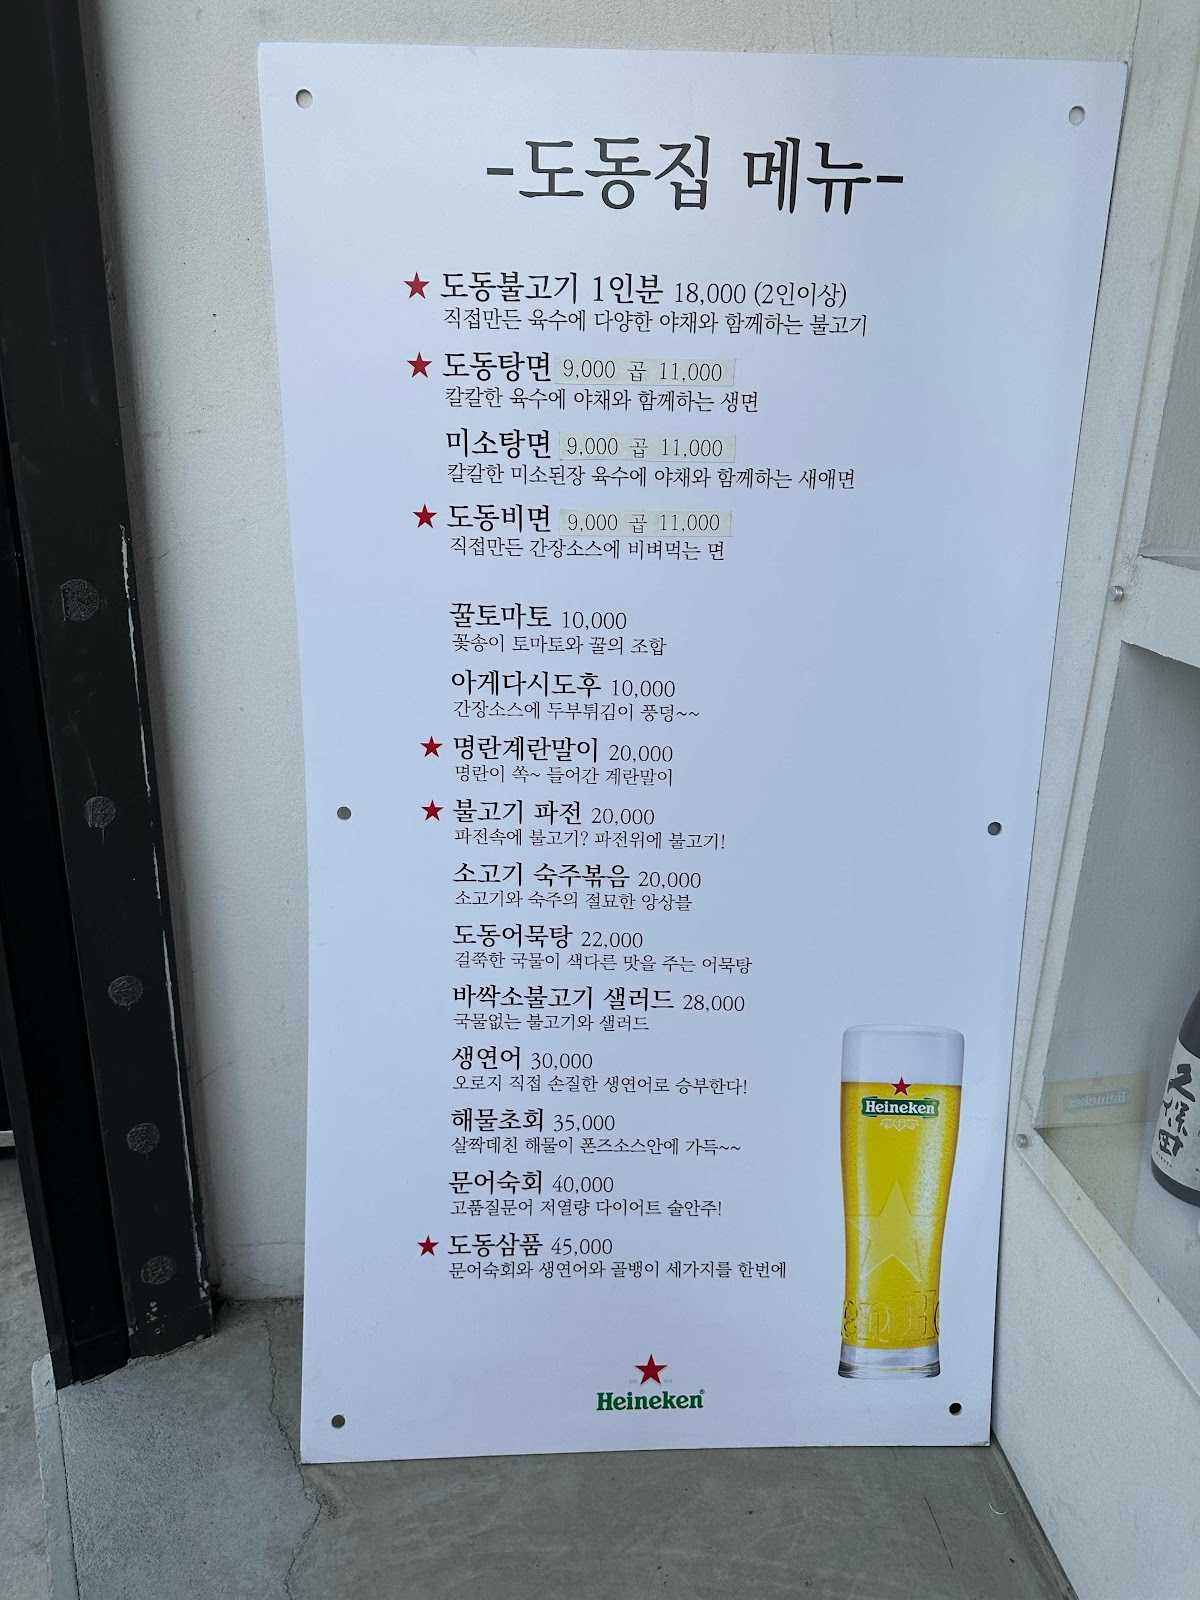 -도동집 메뉴-
★ 도동불고기 1인분 18,000 (2인이상)
직접만든 육수에 다양한 야채와 함께하는 불고기
★ 도동탕면 9,000 곱 11,000
칼칼한 육수에 야채와 함께하는 생면
미소탕면 9,000 곱 11,000
칼칼한 미소된장 육수에 야채와 함께하는 새애면
★ 도동비면 9,000 곱 11,000
직접만든 간장소스에 비벼먹는 면
꿀토마토 10,000
꽃송이 토마토와 꿀의 조합
아게다시도후 10,000
간장소스에 두부튀김이 풍덩~~
★ 명란계란말이 20,000
명란이 쏙~ 들어간 계란말이
★ 불고기 파전 20,000
파전속에 불고기? 파전위에 불고기!
소고기 숙주볶음 20,000
소고기와 숙주의 절묘한 앙상블
도동어묵탕 22,000
걸쭉한 국물이 색다른 맛을 주는 어묵탕
바싹소불고기 샐러드 28,000
국물없는 불고기와 샐러드
생연어 30,000
오로지 직접 손질한 생연어로 승부한다!
해물초회 35,000
살짝데친 해물이 폰즈소스안에 가득~~
문어숙회 40,000
고품질문어 저열량 다이어트 술안주!
★ 도동삼품 45,000
문어숙회와 생연어와 골뱅이 세가지를 한번에
Heineken
Heineken
久保田